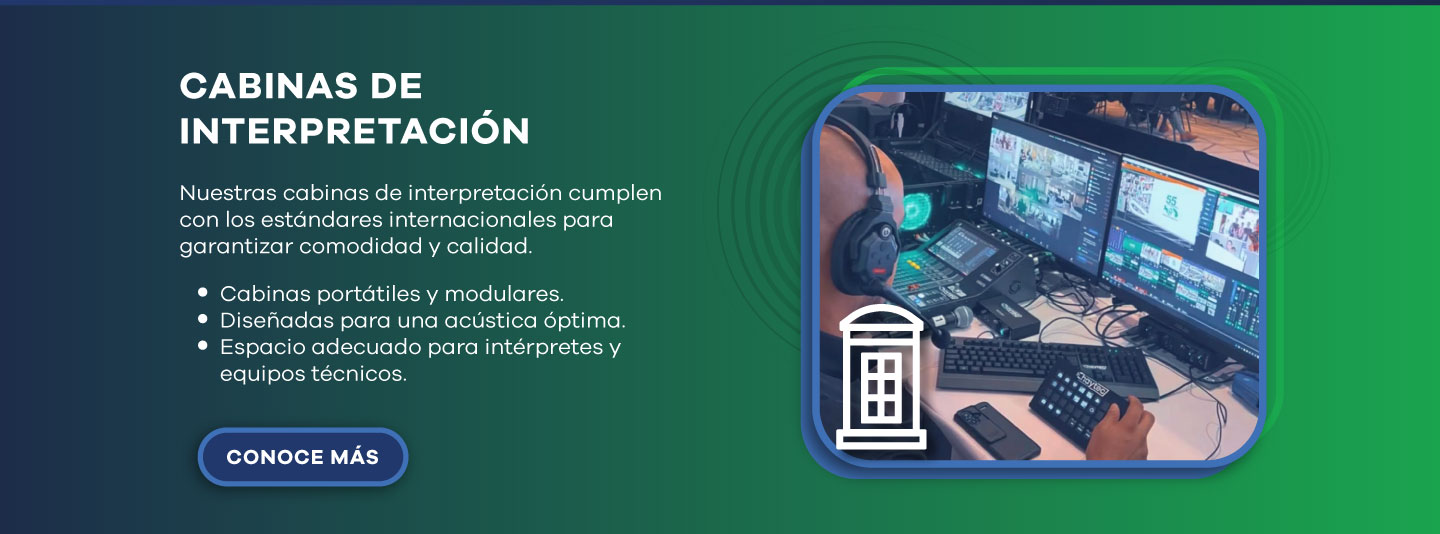 CABINAS DE
INTERPRETACIÓN
Nuestras cabinas de interpretación cumplen
con los estándares internacionales para
garantizar comodidad y calidad.
• Cabinas portátiles y modulares.
• Diseñadas para una acústica óptima.
• Espacio adecuado para intérpretes y
equipos técnicos.
CONOCE MÁS
55